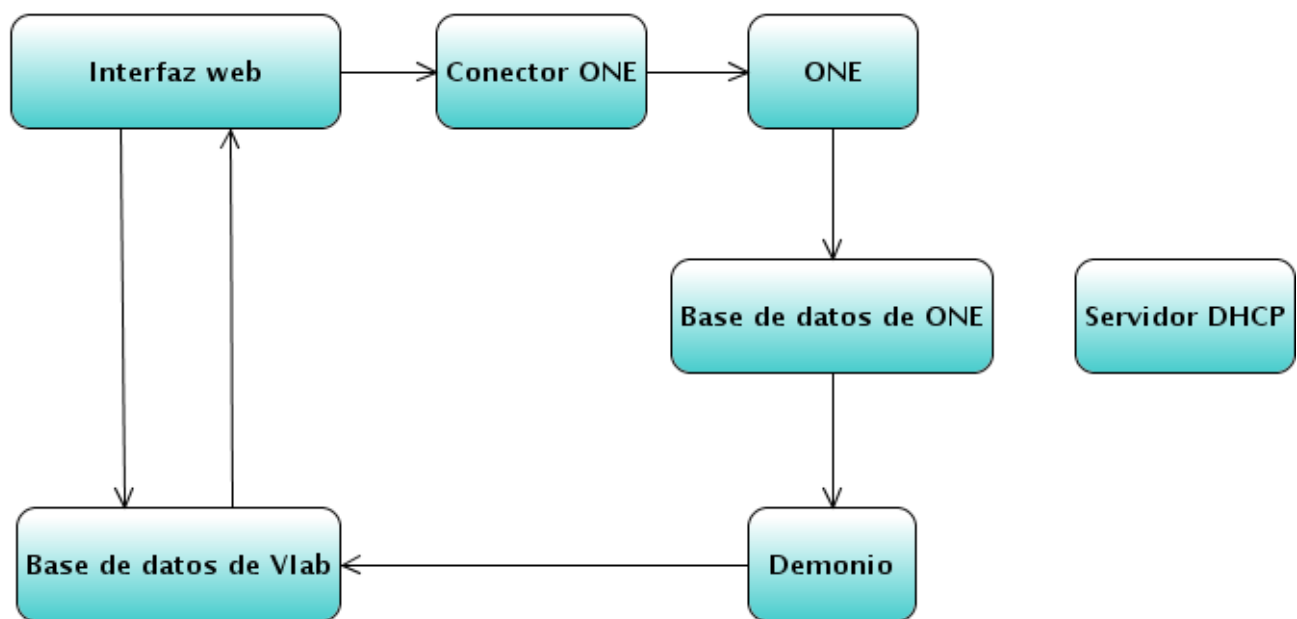 Interfaz web
Conector ONE
ONE
Base de datos de ONE
Servidor DHCP
Base de datos de Vlab
Demonio